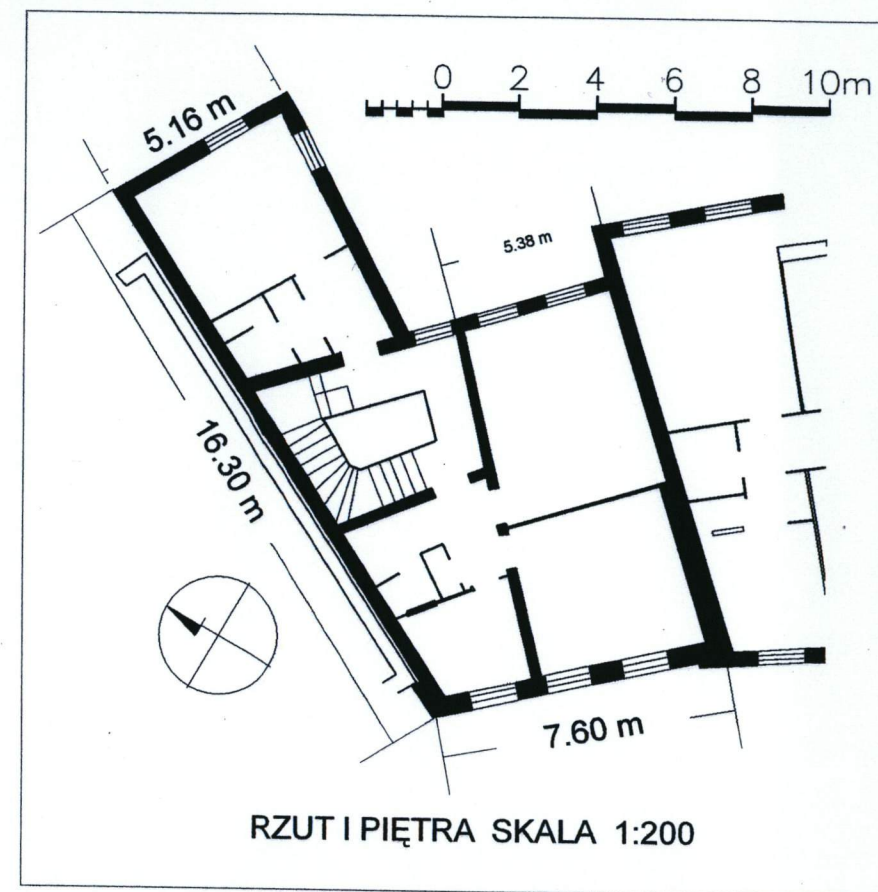 0 2 4 6 8 10m
5.16 m
5.38 m
16.30 m
7.60 m
RZUT I PIĘTRA SKALA 1:200